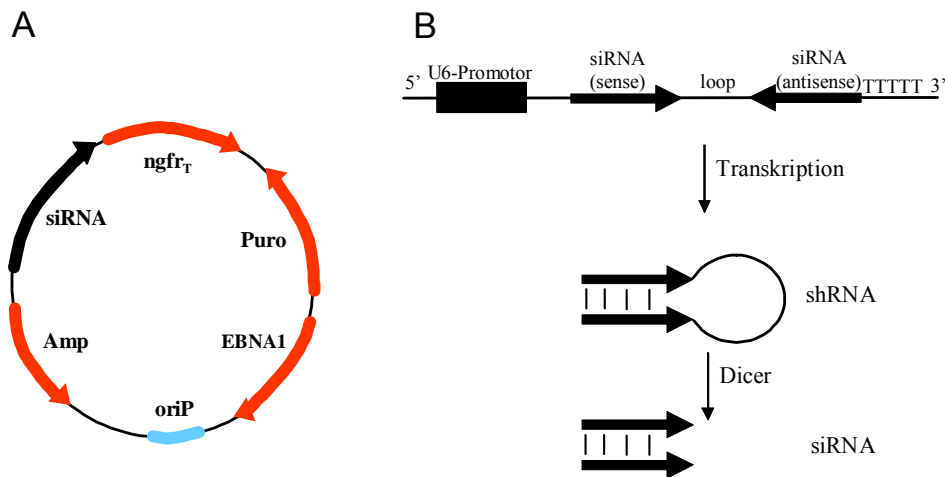 A
ngfrT
siRNA
Puro
Amp
EBNA1
oriP
B
5’ U6-Promotor siRNA (sense) loop siRNA (antisense) TTTTT 3’
Transkription
shRNA
Dicer
siRNA